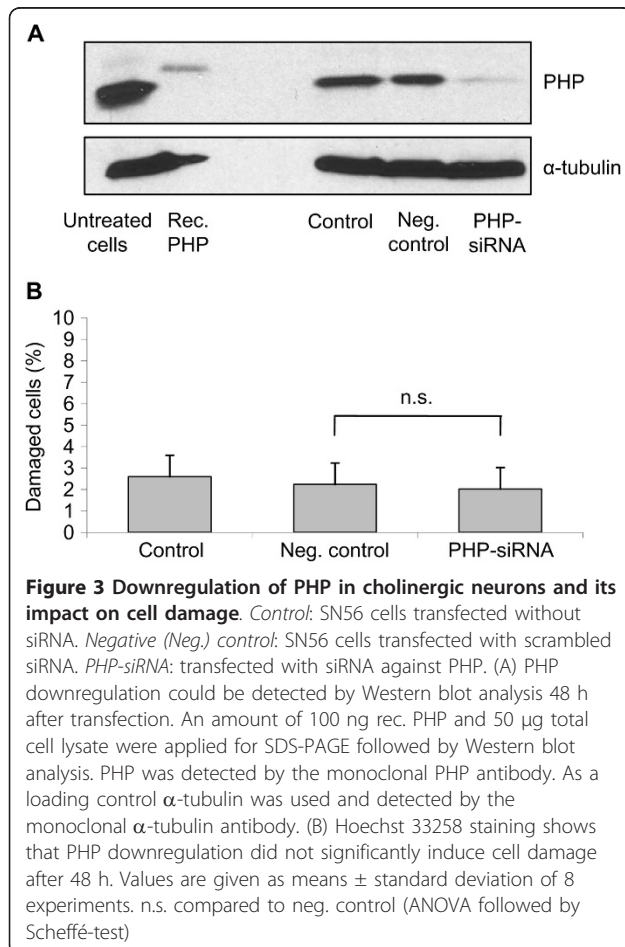 A
PHP
α-tubulin
Untreated cells
Rec. PHP
Control
Neg. control
PHP-siRNA
B
Damaged cells (%)
10
9
8
7
6
5
4
3
2
1
0
n.s.
Control
Neg. control
PHP-siRNA
Figure 3 Downregulation of PHP in cholinergic neurons and its
impact on cell damage. Control: SN56 cells transfected without
siRNA. Negative (Neg.) control: SN56 cells transfected with scrambled
siRNA. PHP-siRNA: transfected with siRNA against PHP. (A) PHP
downregulation could be detected by Western blot analysis 48 h
after transfection. An amount of 100 ng rec. PHP and 50 μg total
cell lysate were applied for SDS-PAGE followed by Western blot
analysis. PHP was detected by the monoclonal PHP antibody. As a
loading control α-tubulin was used and detected by the
monoclonal α-tubulin antibody. (B) Hoechst 33258 staining shows
that PHP downregulation did not significantly induce cell damage
after 48 h. Values are given as means ± standard deviation of 8
experiments. n.s. compared to neg. control (ANOVA followed by
Scheffé-test)